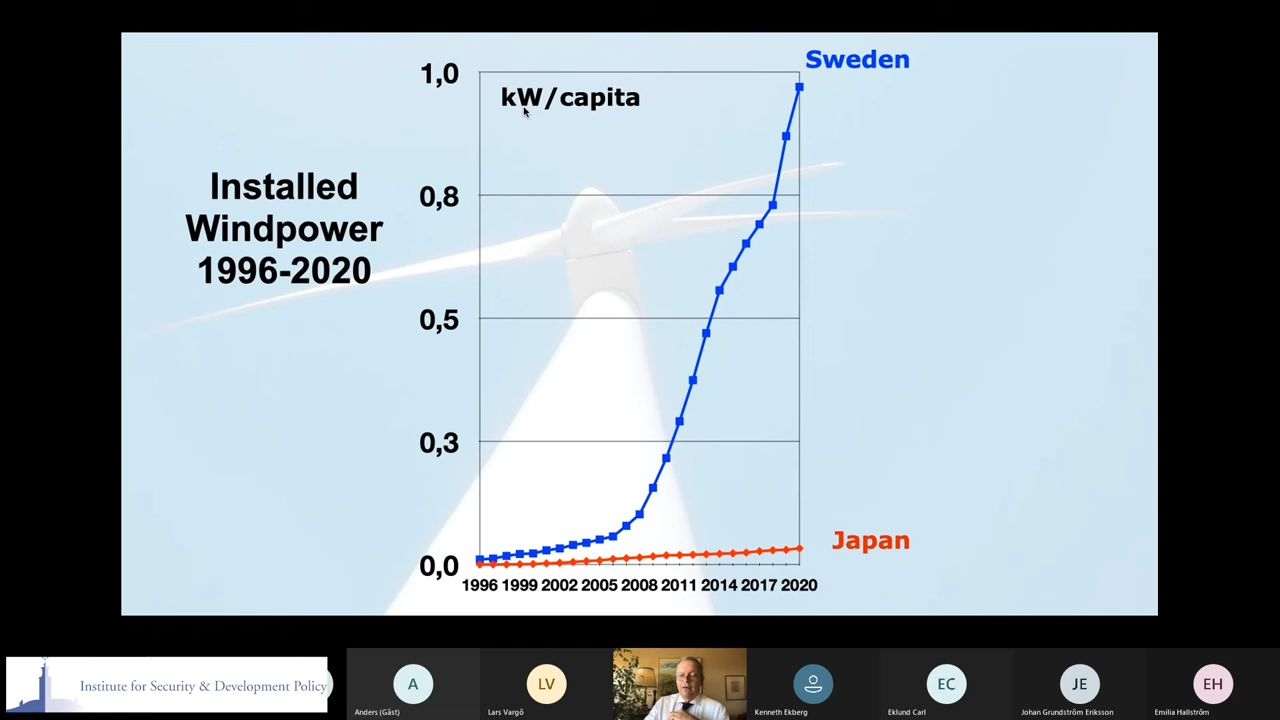 Sweden
1,0
kW/capita
Installed
Windpower
1996-2020
0,8
0,5
0,3
Japan
0,0
1996 1999 2002 2005 2008 2011 2014 2017 2020
Institute for Security & Development Policy
A
LV
EC
JE
EH
Anders (Gäst)
Lars Vargö
Kenneth Ekberg
Eklund Carl
Johan Grundström Eriksson
Emilia Hallström